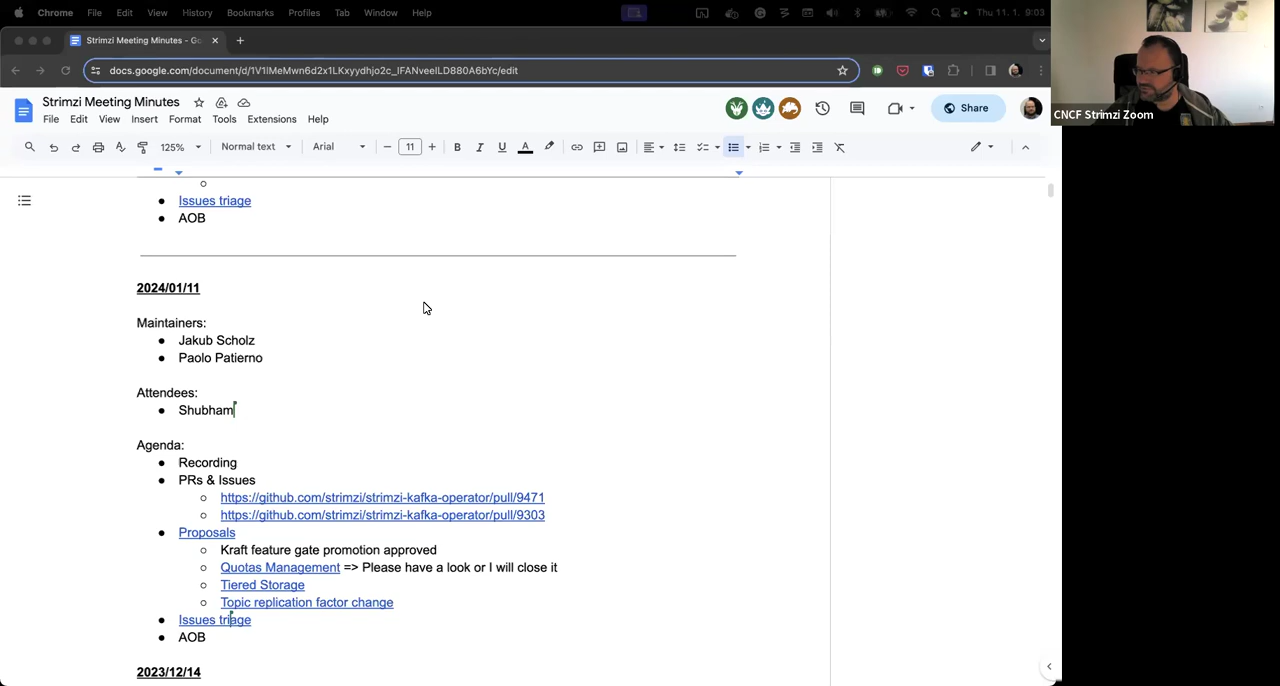 Chrome File Edit View History Bookmarks Profiles Tab Window Help Thu 11. 1. 9:03
Strimzi Meeting Minutes - Go
docs.google.com/document/d/1V1lMeMwn6d2x1LKxyydhjo2c_IFANveelLD880A6bYc/edit
Strimzi Meeting Minutes
File Edit View Insert Format Tools Extensions Help
Share
125% Normal text Arial 11
Issues triage
AOB
2024/01/11
Maintainers:
Jakub Scholz
Paolo Patierno
Attendees:
Shubham
Agenda:
Recording
PRs & Issues
https://github.com/strimzi/strimzi-kafka-operator/pull/9471
https://github.com/strimzi/strimzi-kafka-operator/pull/9303
Proposals
Kraft feature gate promotion approved
Quotas Management => Please have a look or I will close it
Tiered Storage
Topic replication factor change
Issues triage
AOB
2023/12/14
CNCF Strimzi Zoom